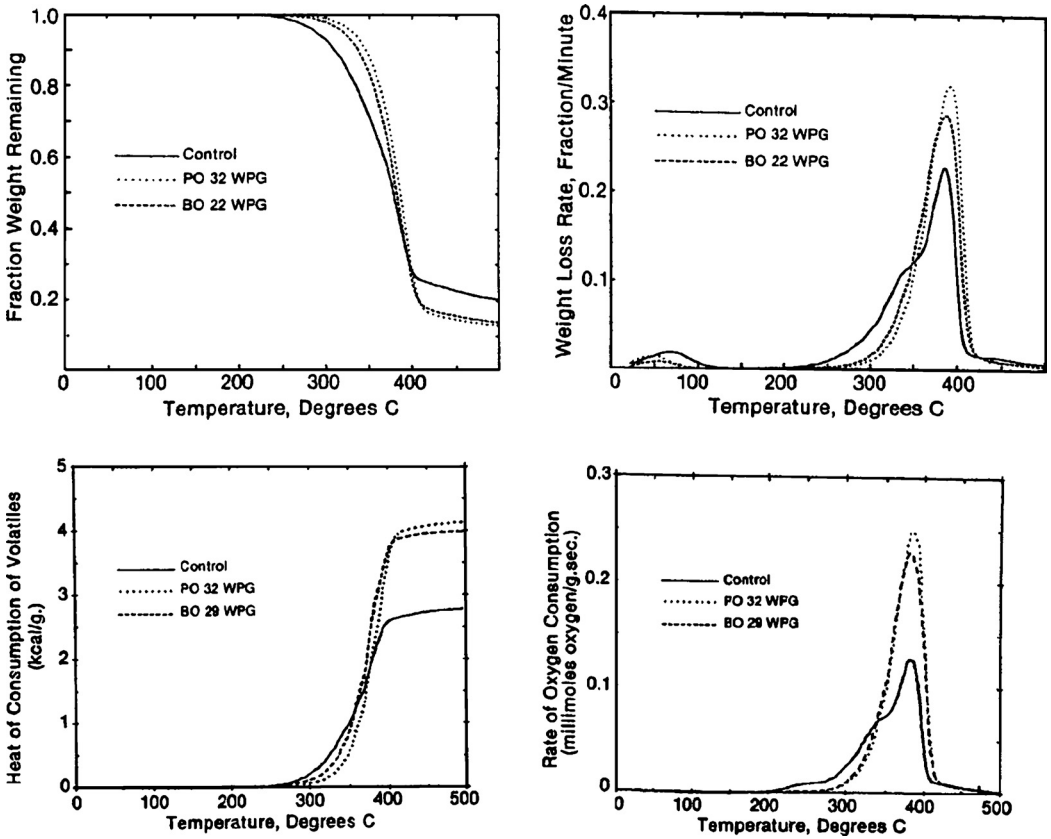 Fraction Weight Remaining
1.0
0.8
0.6
0.4
0.2
Control
PO 32 WPG
BO 22 WPG
0 100 200 300 400
Temperature, Degrees C
Weight Loss Rate, Fraction/Minute
0.4
0.3
0.2
0.1
Control
PO 32 WPG
BO 22 WPG
0 100 200 300 400
Temperature, Degrees C
Heat of Consumption of Volatiles
(kcal/g.)
5
4
3
2
1
0
Control
PO 32 WPG
BO 29 WPG
0 100 200 300 400 500
Temperature, Degrees C
Rate of Oxygen Consumption
(millimoles oxygen/g.sec.)
0.3
0.2
0.1
0
Control
PO 32 WPG
BO 29 WPG
0 100 200 300 400 500
Temperature, Degrees C